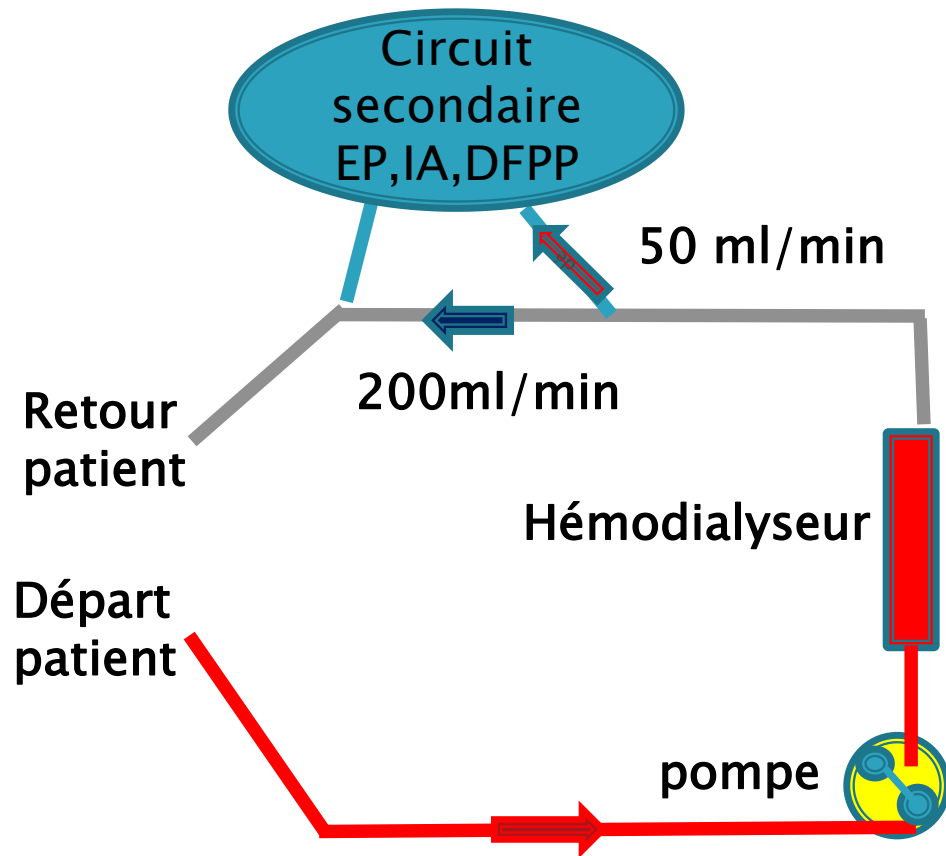 Circuit
secondaire
EP,IA,DFPP
50 ml/min
200ml/min
Retour
patient
Hémodialyseur
Départ
patient
pompe